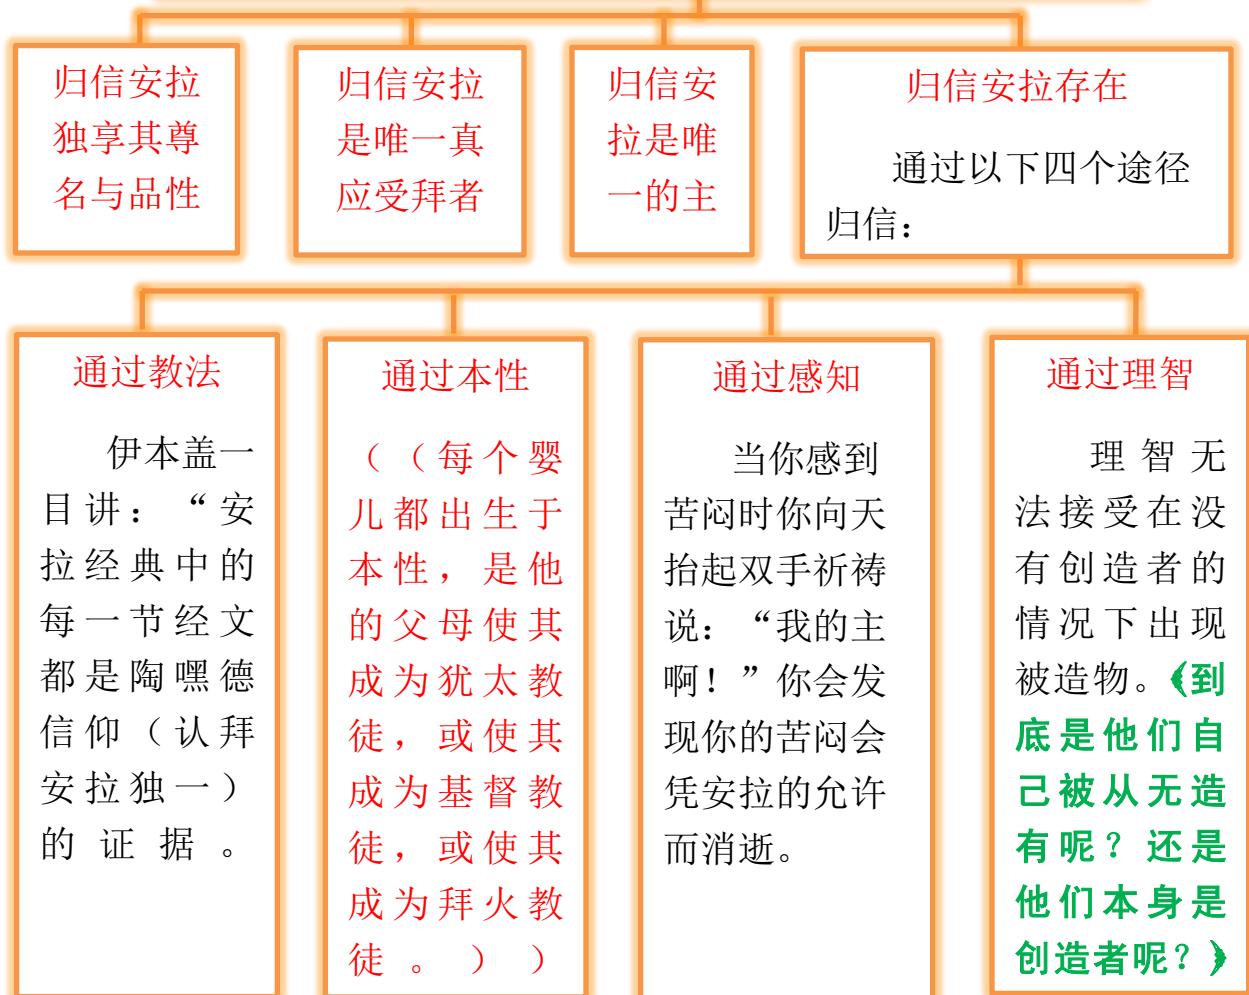 归信安拉
独享其尊
名与品性
归信安拉
是唯一真
应受拜者
归信安
拉是唯
一的主
归信安拉存在
通过以下四个途径
归信：
通过教法
伊本盖一
目讲：“安
拉经典中的
每一节经文
都是陶嘿德
信仰（认拜
安拉独一）
的证据。
通过本性
（（每个婴
儿都出生于
本性，是他
的父母使其
成为犹太教
徒，或使其
成为基督教
徒，或使其
成为拜火教
徒。））
通过感知
当你感到
苦闷时你向天
抬起双手祈祷
说：“我的主
啊！”你会发
现你的苦闷会
凭安拉的允许
而消逝。
通过理智
理智无
法接受在没
有创造者的
情况下出现
被造物。﴾到
底是他们自
己被从无造
有呢？还是
他们本身是
创造者呢？﴿